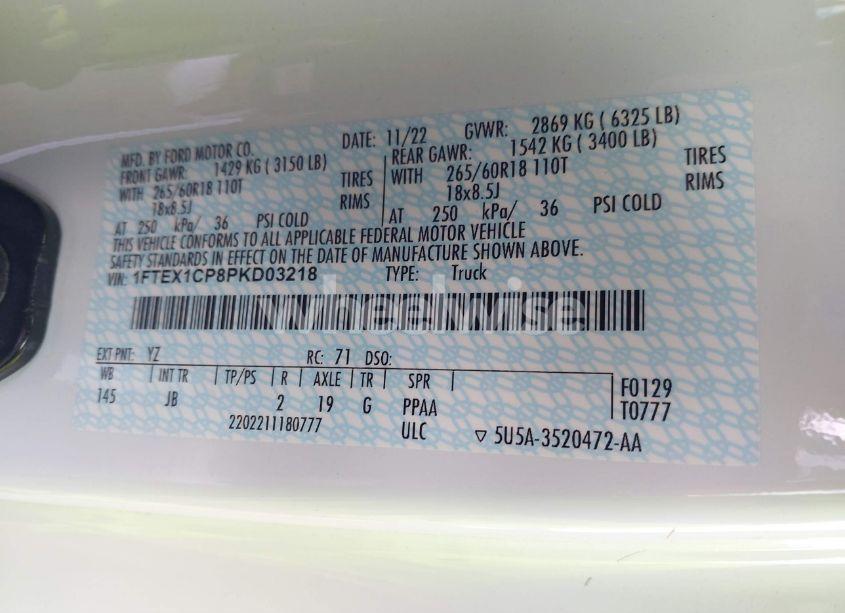 MFD. BY FORD MOTOR CO. DATE: 11/22 GVWR: 2869 KG ( 6325 LB)
FRONT GAWR: 1429 KG ( 3150 LB) REAR GAWR: 1542 KG ( 3400 LB)
WITH 265/60R18 110T TIRES WITH 265/60R18 110T TIRES
18x8.5J RIMS 18x8.5J RIMS
AT 250 kPa/ 36 PSI COLD AT 250 kPa/ 36 PSI COLD
THIS VEHICLE CONFORMS TO ALL APPLICABLE FEDERAL MOTOR VEHICLE
SAFETY STANDARDS IN EFFECT ON THE DATE OF MANUFACTURE SHOWN ABOVE.
VIN: 1FTEX1CP8PKD03218 TYPE: Truck
Wheelwise
EXT PNT: YZ RC: 71 DSO:
WB INT TR TP/PS R AXLE TR SPR F0129
145 JB 2 19 G PPAA T0777
2202211180777 ULC ▽ 5U5A-3520472-AA